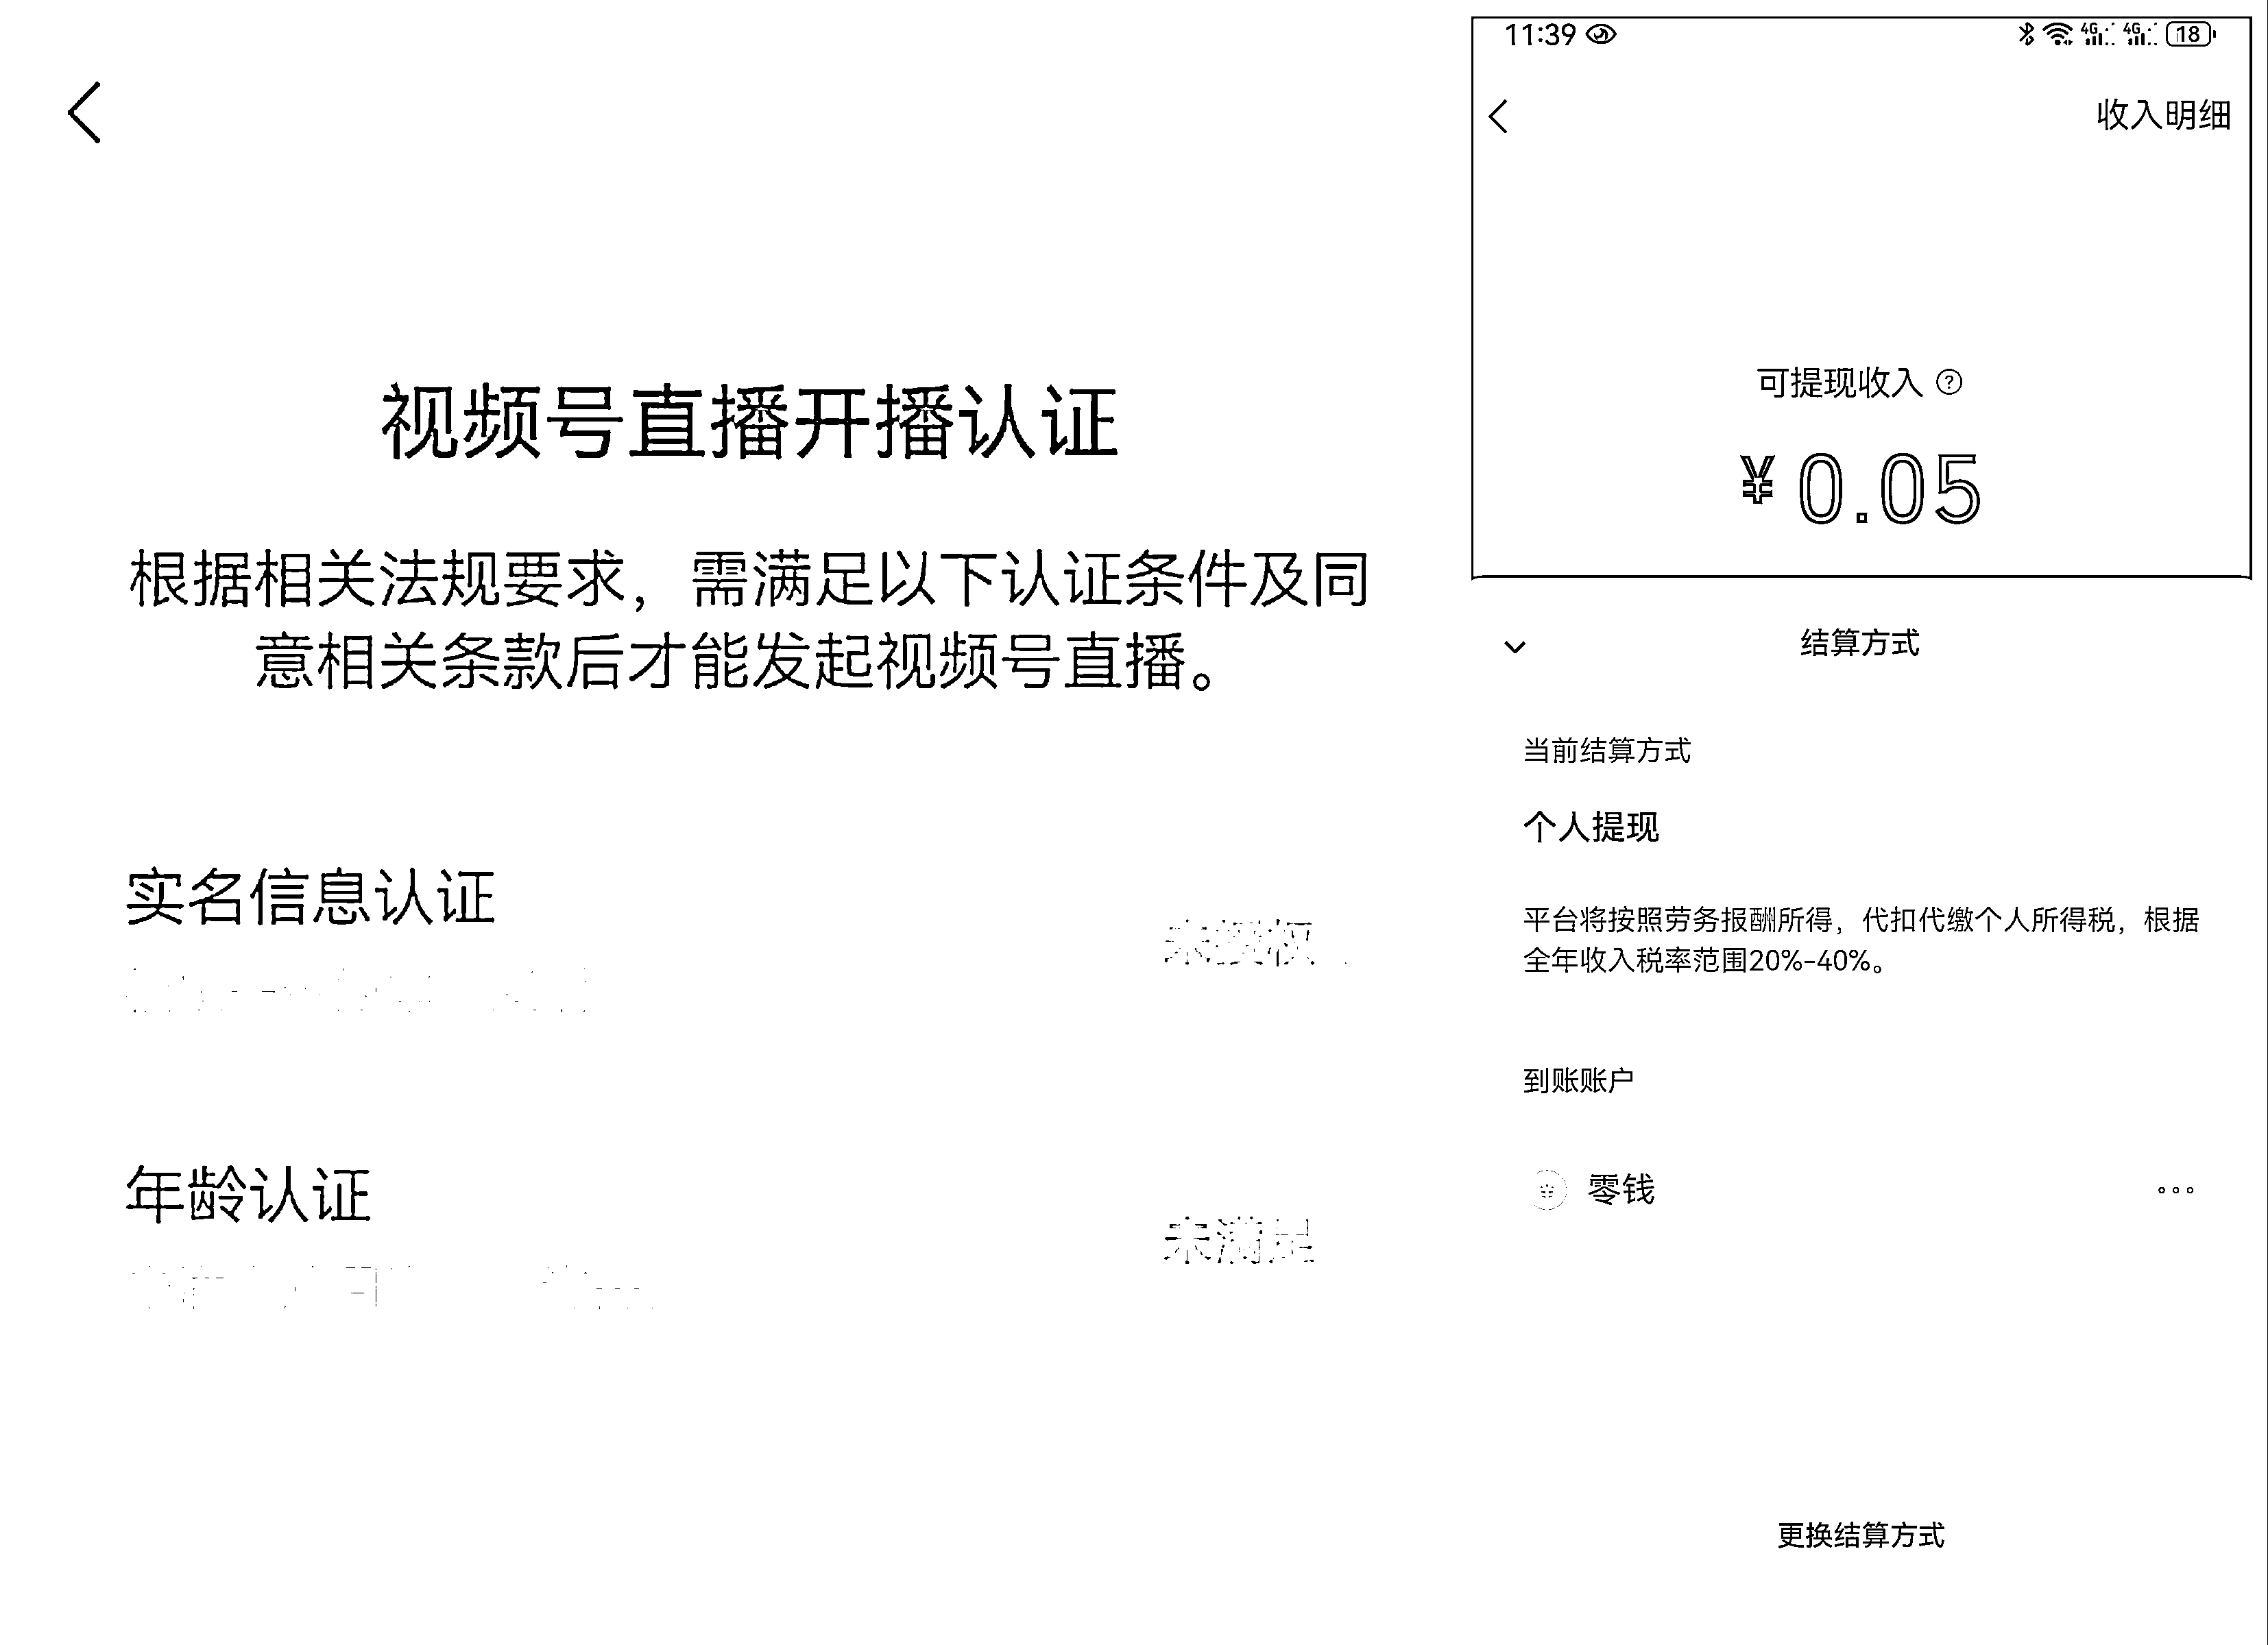 视频号直播开播认证
根据相关法规要求，需满足以下认证条件及同
意相关条款后才能发起视频号直播。
实名信息认证
未授权
年龄认证
未满足
11:39
4G 4G 18
收入明细
可提现收入 ?
¥0.05
结算方式
当前结算方式
个人提现
平台将按照劳务报酬所得，代扣代缴个人所得税，根据
全年收入税率范围20%-40%。
到账账户
零钱
更换结算方式